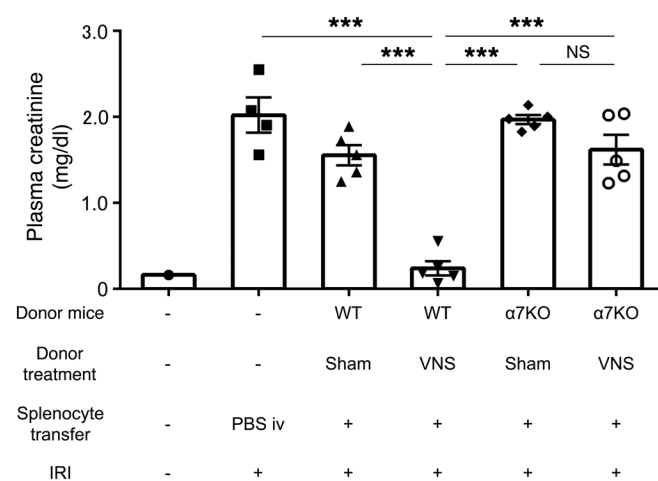 *** ***
3.0
*** *** NS
2.0
1.0
0
Plasma creatinine
(mg/dl)
Donor mice - - WT WT α7KO α7KO
Donor
treatment - - Sham VNS Sham VNS
Splenocyte
transfer - PBS iv + + + +
IRI - + + + + +